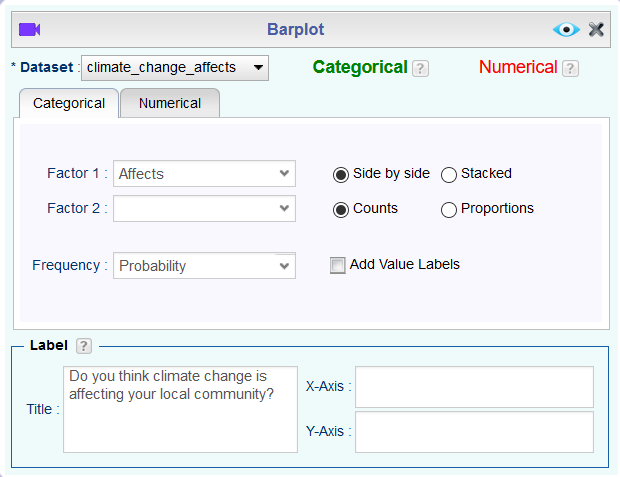 Barplot
* Dataset : climate_change_affects Categorical ? Numerical ?
Categorical Numerical
Factor 1 : Affects Side by side Stacked
Factor 2 : Counts Proportions
Frequency : Probability Add Value Labels
Label ?
Title : Do you think climate change is
affecting your local community?
X-Axis :
Y-Axis :